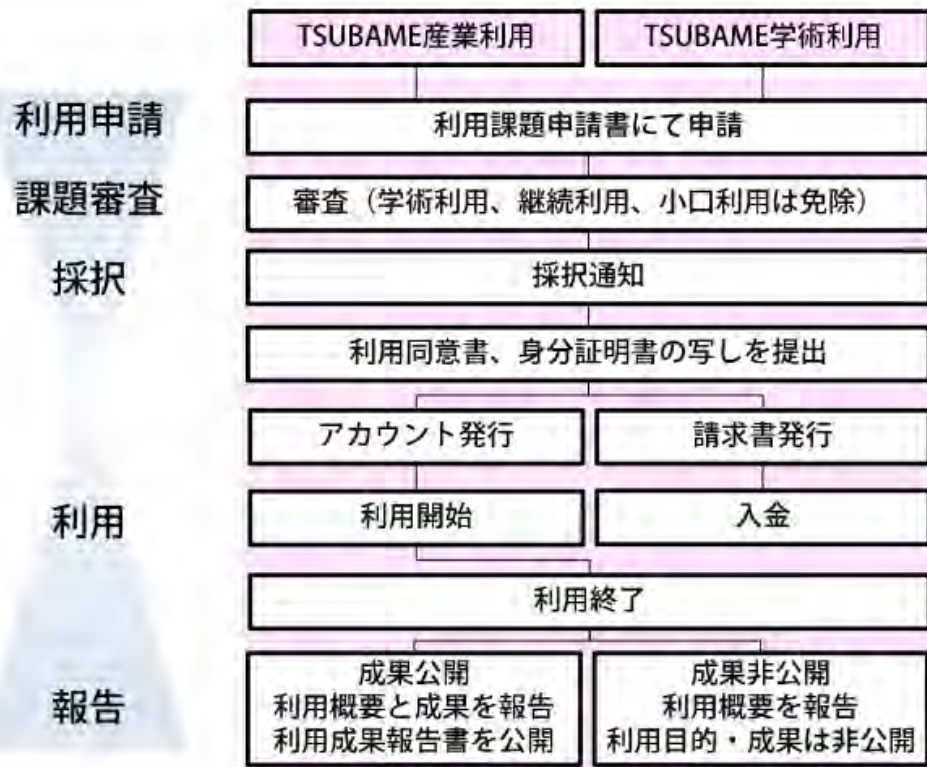 TSUBAME産業利用
TSUBAME学術利用
利用申請
利用課題申請書にて申請
課題審査
審査（学術利用、継続利用、小口利用は免除）
採択
採択通知
利用同意書、身分証明書の写しを提出
アカウント発行
請求書発行
利用
利用開始
入金
利用終了
報告
成果公開
利用概要と成果を報告
利用成果報告書を公開
成果非公開
利用概要を報告
利用目的・成果は非公開